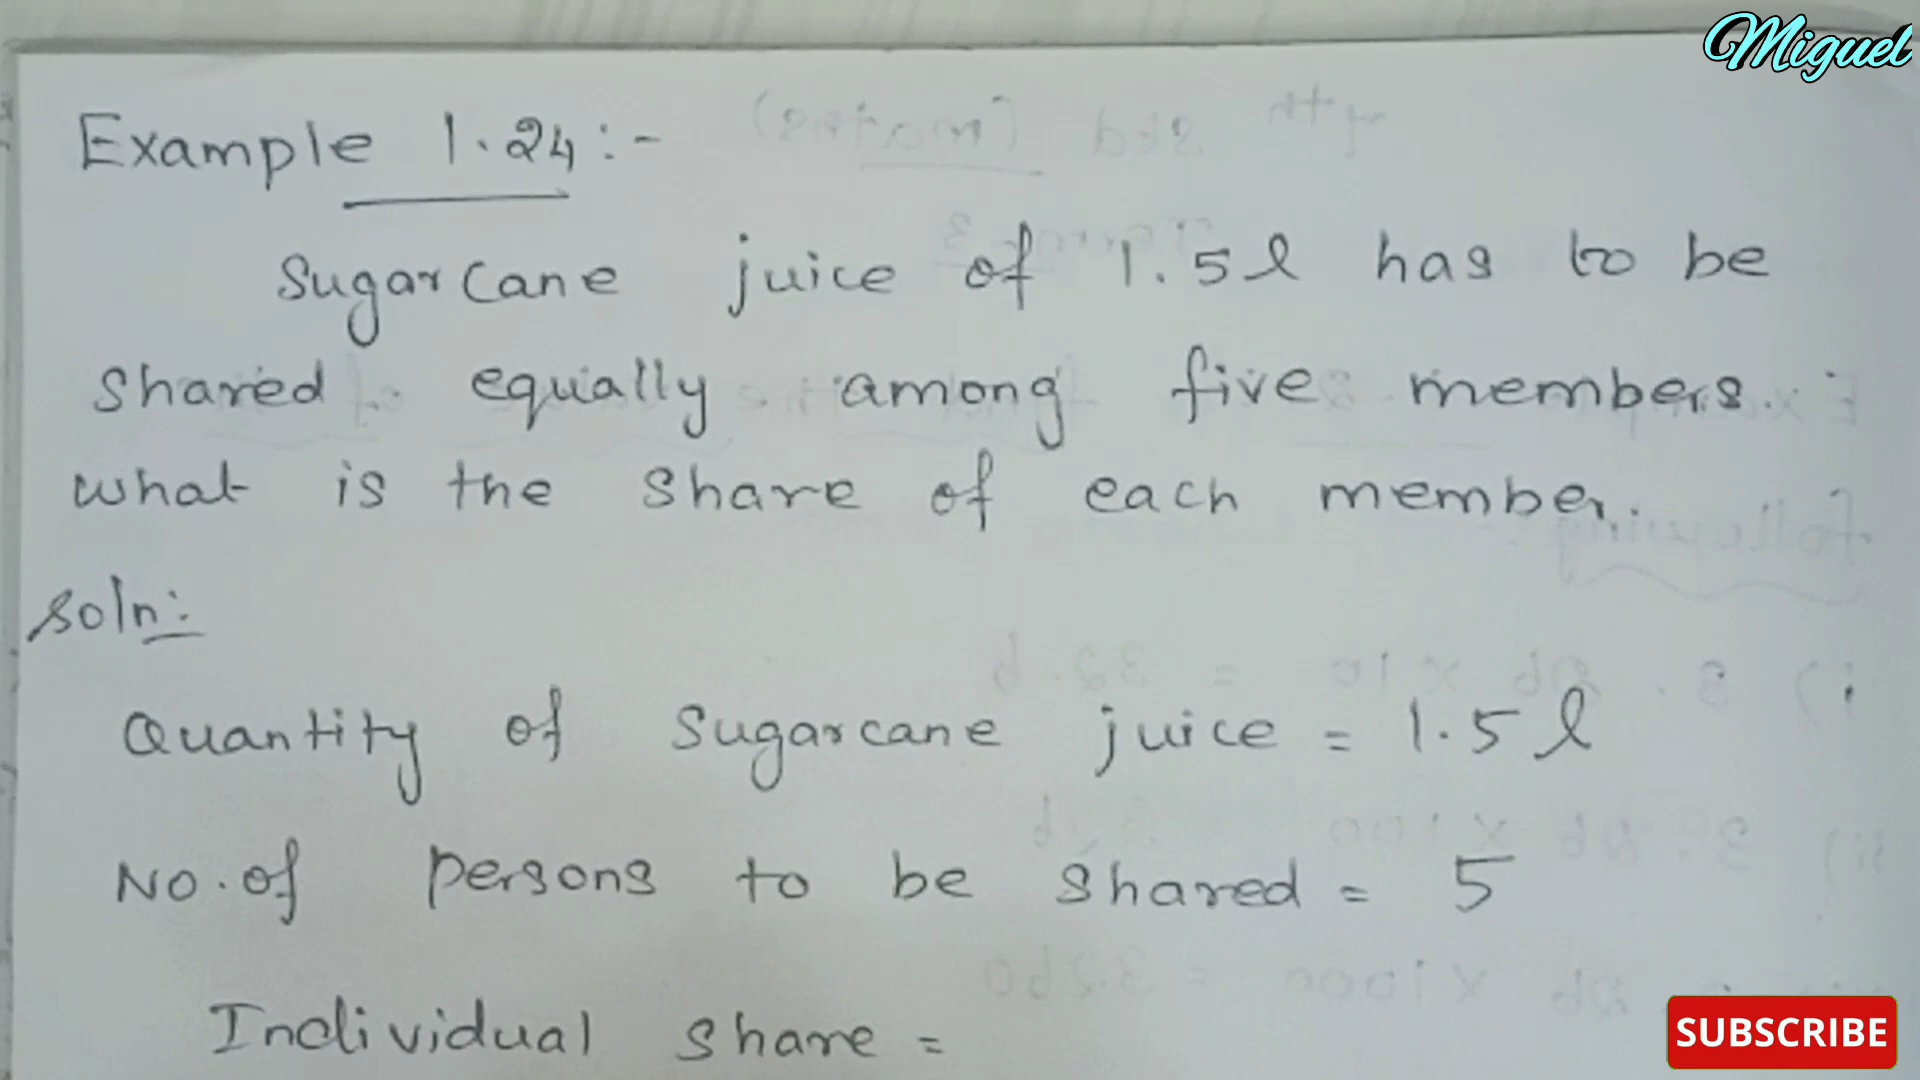 Miguel
Example 1.24:-
Sugarcane juice of 1.5 l has to be
shared equally among five members.
what is the share of each member.
soln:
Quantity of Sugarcane juice = 1.5 l
No. of persons to be shared = 5
Individual share =
SUBSCRIBE